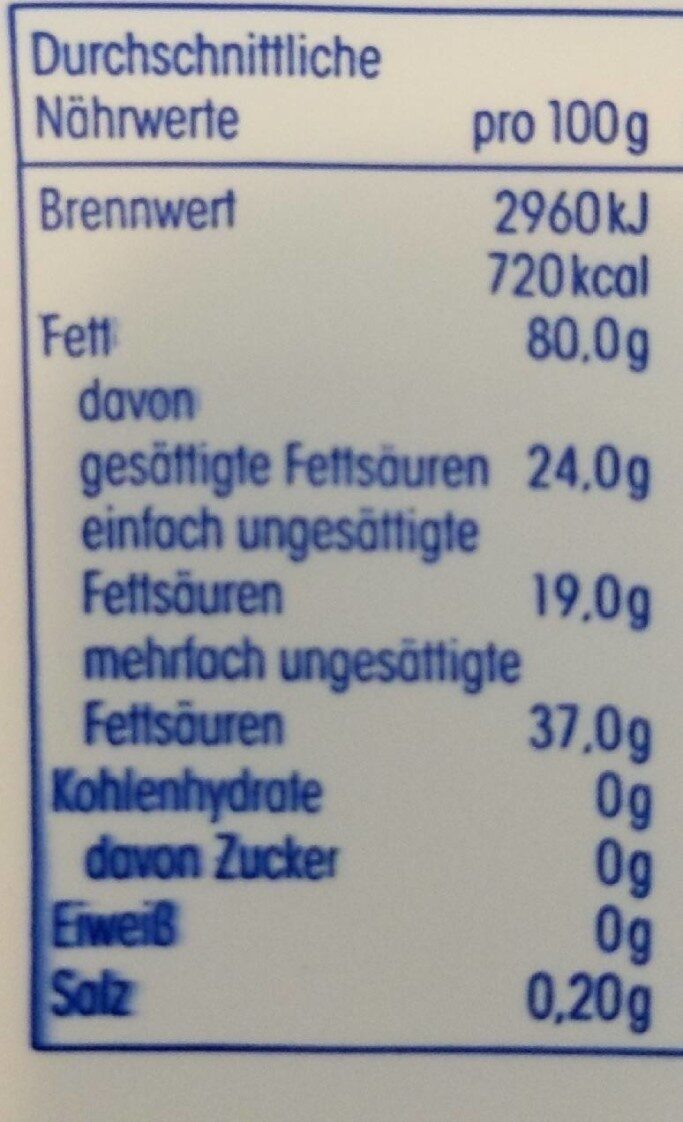 Durchschnittliche
Nährwerte pro 100g
Brennwert 2960kJ
720kcal
Fett 80,0g
davon
gesättigte Fettsäuren 24,0g
einfach ungesättigte
Fettsäuren 19,0g
mehrfach ungesättigte
Fettsäuren 37,0g
Kohlenhydrate 0g
davon Zucker 0g
Eiweiß 0g
Salz 0,20g